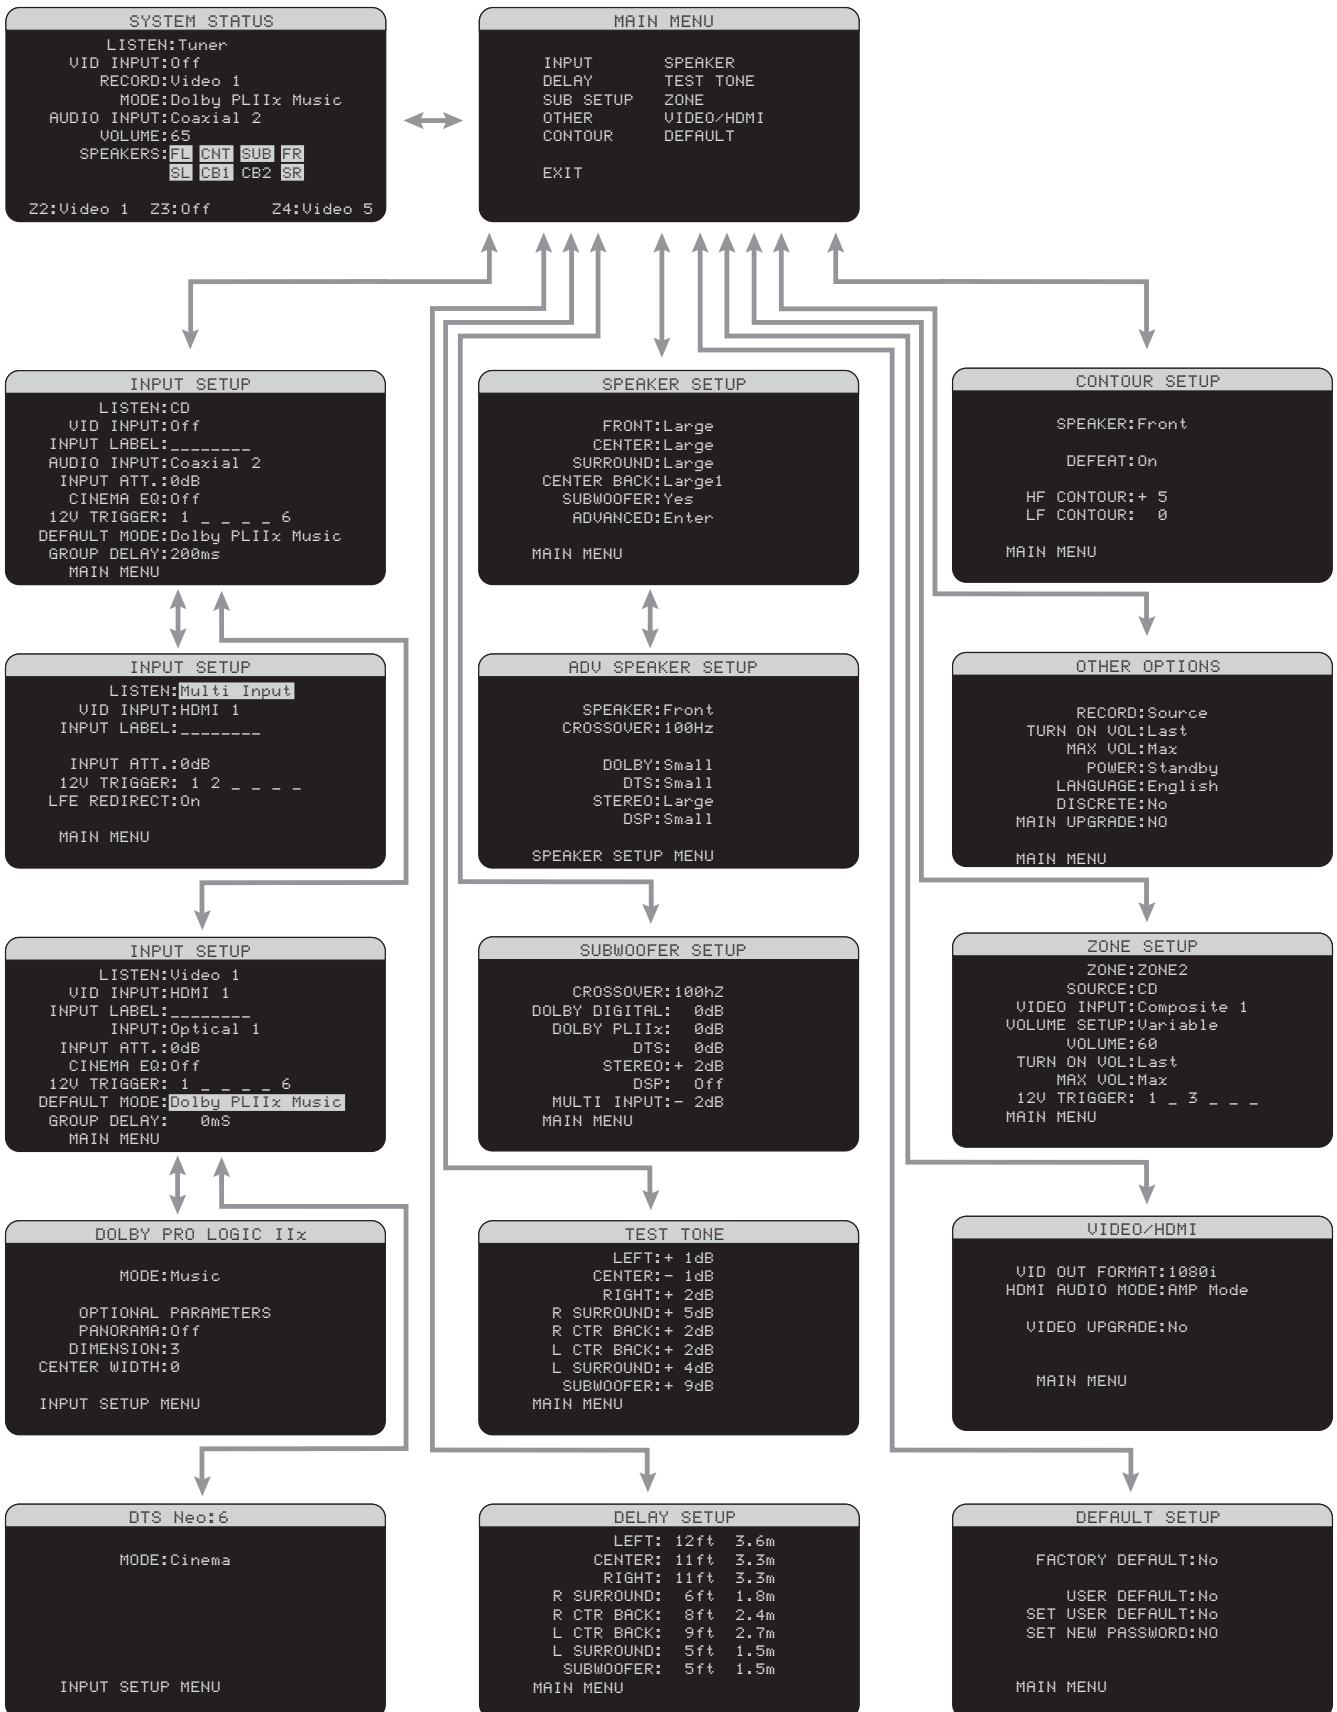 SYSTEM STATUS
LISTEN:Tuner
VID INPUT:Off
RECORD:Video 1
MODE:Dolby PLIIx Music
AUDIO INPUT:Coaxial 2
VOLUME:65
SPEAKERS:FL CNT SUB FR
SL CB1 CB2 SR
Z2:Video 1 Z3:Off Z4:Video 5
MAIN MENU
INPUT SPEAKER
DELAY TEST TONE
SUB SETUP ZONE
OTHER VIDEO/HDMI
CONTOUR DEFAULT
EXIT
INPUT SETUP
LISTEN:CD
VID INPUT:Off
INPUT LABEL:________
AUDIO INPUT:Coaxial 2
INPUT ATT.:0dB
CINEMA EQ:Off
12V TRIGGER: 1 _ _ _ _ 6
DEFAULT MODE:Dolby PLIIx Music
GROUP DELAY:200ms
MAIN MENU
SPEAKER SETUP
FRONT:Large
CENTER:Large
SURROUND:Large
CENTER BACK:Large1
SUBWOOFER:Yes
ADVANCED:Enter
MAIN MENU
CONTOUR SETUP
SPEAKER:Front
DEFEAT:On
HF CONTOUR:+ 5
LF CONTOUR: 0
MAIN MENU
INPUT SETUP
LISTEN:Multi Input
VID INPUT:HDMI 1
INPUT LABEL:________
INPUT ATT.:0dB
12V TRIGGER: 1 2 _ _ _ _
LFE REDIRECT:On
MAIN MENU
ADV SPEAKER SETUP
SPEAKER:Front
CROSSOVER:100Hz
DOLBY:Small
DTS:Small
STEREO:Large
DSP:Small
SPEAKER SETUP MENU
OTHER OPTIONS
RECORD:Source
TURN ON VOL:Last
MAX VOL:Max
POWER:Standby
LANGUAGE:English
DISCRETE:No
MAIN UPGRADE:NO
MAIN MENU
INPUT SETUP
LISTEN:Video 1
VID INPUT:HDMI 1
INPUT LABEL:________
INPUT:Optical 1
INPUT ATT.:0dB
CINEMA EQ:Off
12V TRIGGER: 1 _ _ _ _ 6
DEFAULT MODE:Dolby PLIIx Music
GROUP DELAY: 0mS
MAIN MENU
SUBWOOFER SETUP
CROSSOVER:100hZ
DOLBY DIGITAL: 0dB
DOLBY PLIIx: 0dB
DTS: 0dB
STEREO:+ 2dB
DSP: Off
MULTI INPUT:- 2dB
MAIN MENU
ZONE SETUP
ZONE:ZONE2
SOURCE:CD
VIDEO INPUT:Composite 1
VOLUME SETUP:Variable
VOLUME:60
TURN ON VOL:Last
MAX VOL:Max
12V TRIGGER: 1 _ 3 _ _ _
MAIN MENU
DOLBY PRO LOGIC IIx
MODE:Music
OPTIONAL PARAMETERS
PANORAMA:Off
DIMENSION:3
CENTER WIDTH:0
INPUT SETUP MENU
TEST TONE
LEFT:+ 1dB
CENTER:- 1dB
RIGHT:+ 2dB
R SURROUND:+ 5dB
R CTR BACK:+ 2dB
L CTR BACK:+ 2dB
L SURROUND:+ 4dB
SUBWOOFER:+ 9dB
MAIN MENU
VIDEO/HDMI
VID OUT FORMAT:1080i
HDMI AUDIO MODE:AMP Mode
VIDEO UPGRADE:No
MAIN MENU
DTS Neo:6
MODE:Cinema
INPUT SETUP MENU
DELAY SETUP
LEFT: 12ft 3.6m
CENTER: 11ft 3.3m
RIGHT: 11ft 3.3m
R SURROUND: 6ft 1.8m
R CTR BACK: 8ft 2.4m
L CTR BACK: 9ft 2.7m
L SURROUND: 5ft 1.5m
SUBWOOFER: 5ft 1.5m
MAIN MENU
DEFAULT SETUP
FACTORY DEFAULT:No
USER DEFAULT:No
SET USER DEFAULT:No
SET NEW PASSWORD:NO
MAIN MENU